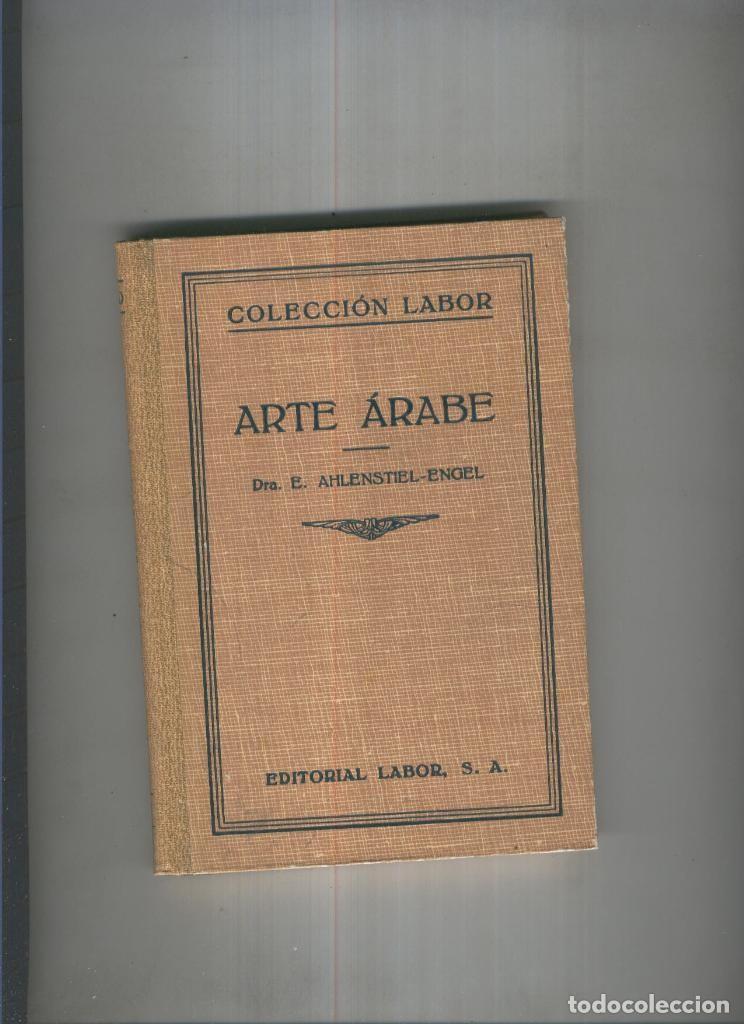 COLECCIÓN LABOR
ARTE ÁRABE
Dra. E. AHLENSTIEL-ENGEL
EDITORIAL LABOR, S. A.
todocoleccion